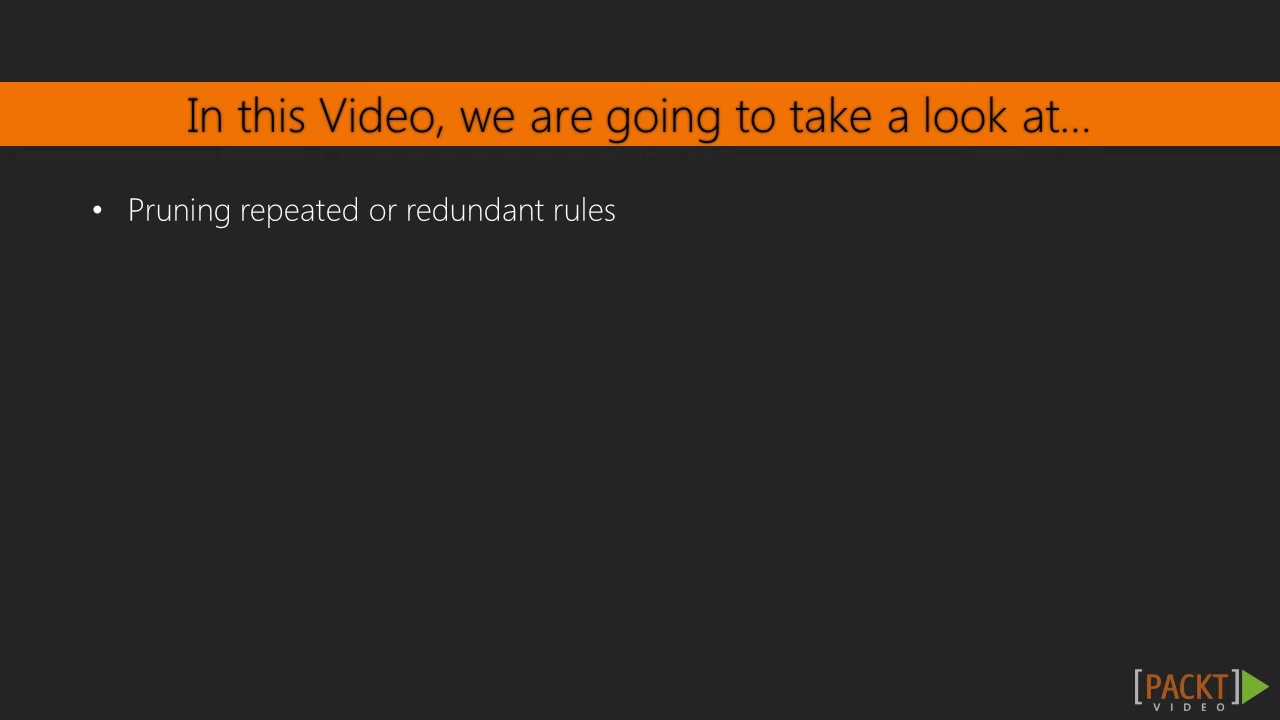 In this Video, we are going to take a look at...
• Pruning repeated or redundant rules
[PACKT]
VIDEO